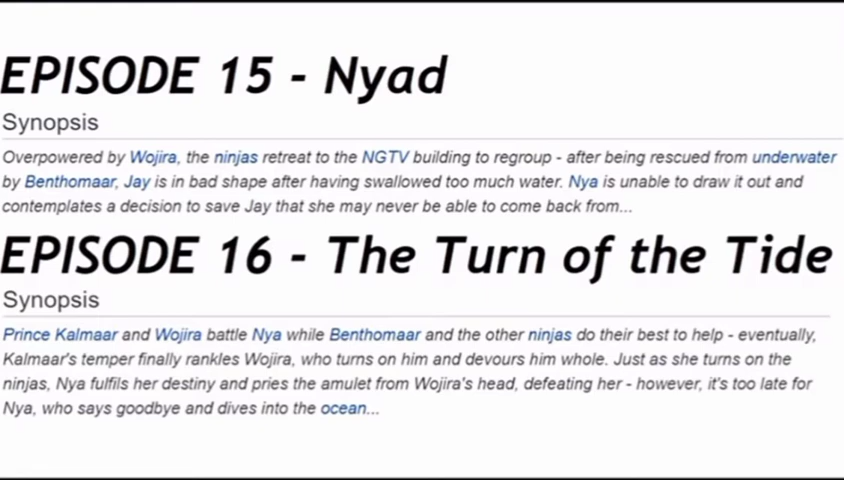 EPISODE 15 - Nyad
Synopsis
Overpowered by Wojira, the ninjas retreat to the NGTV building to regroup - after being rescued from underwater
by Benthomaar, Jay is in bad shape after having swallowed too much water. Nya is unable to draw it out and
contemplates a decision to save Jay that she may never be able to come back from...
EPISODE 16 - The Turn of the Tide
Synopsis
Prince Kalmaar and Wojira battle Nya while Benthomaar and the other ninjas do their best to help - eventually,
Kalmaar's temper finally rankles Wojira, who turns on him and devours him whole. Just as she turns on the
ninjas, Nya fulfils her destiny and pries the amulet from Wojira's head, defeating her - however, it's too late for
Nya, who says goodbye and dives into the ocean...